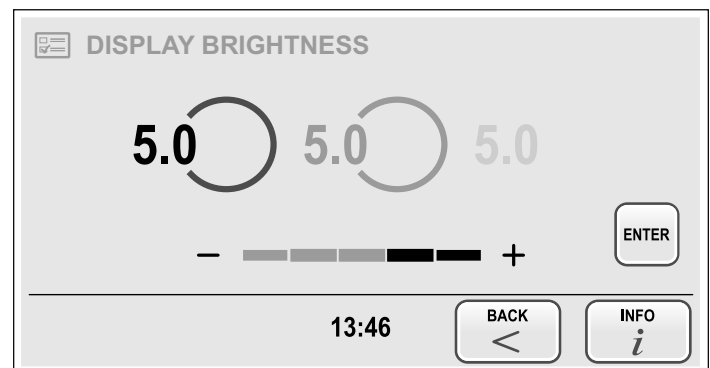 DISPLAY BRIGHTNESS
5.0 5.0 5.0
ENTER
- +
13:46
BACK
<
INFO
i